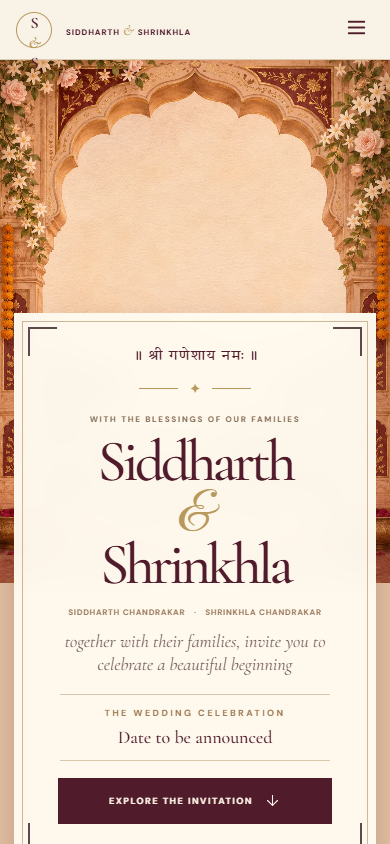 S
&
S
SIDDHARTH & SHRINKHLA
॥ श्री गणेशाय नमः ॥
WITH THE BLESSINGS OF OUR FAMILIES
Siddharth
&
Shrinkhla
SIDDHARTH CHANDRAKAR · SHRINKHLA CHANDRAKAR
together with their families, invite you to
celebrate a beautiful beginning
THE WEDDING CELEBRATION
Date to be announced
EXPLORE THE INVITATION